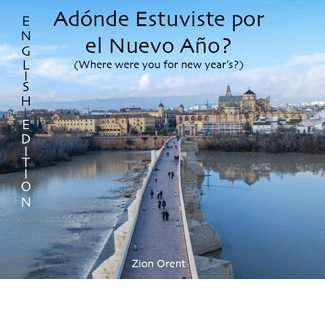 Adónde Estuviste por
el Nuevo Año?
(Where were you for new year's?)
ENGLISH EDITION
Zion Orent